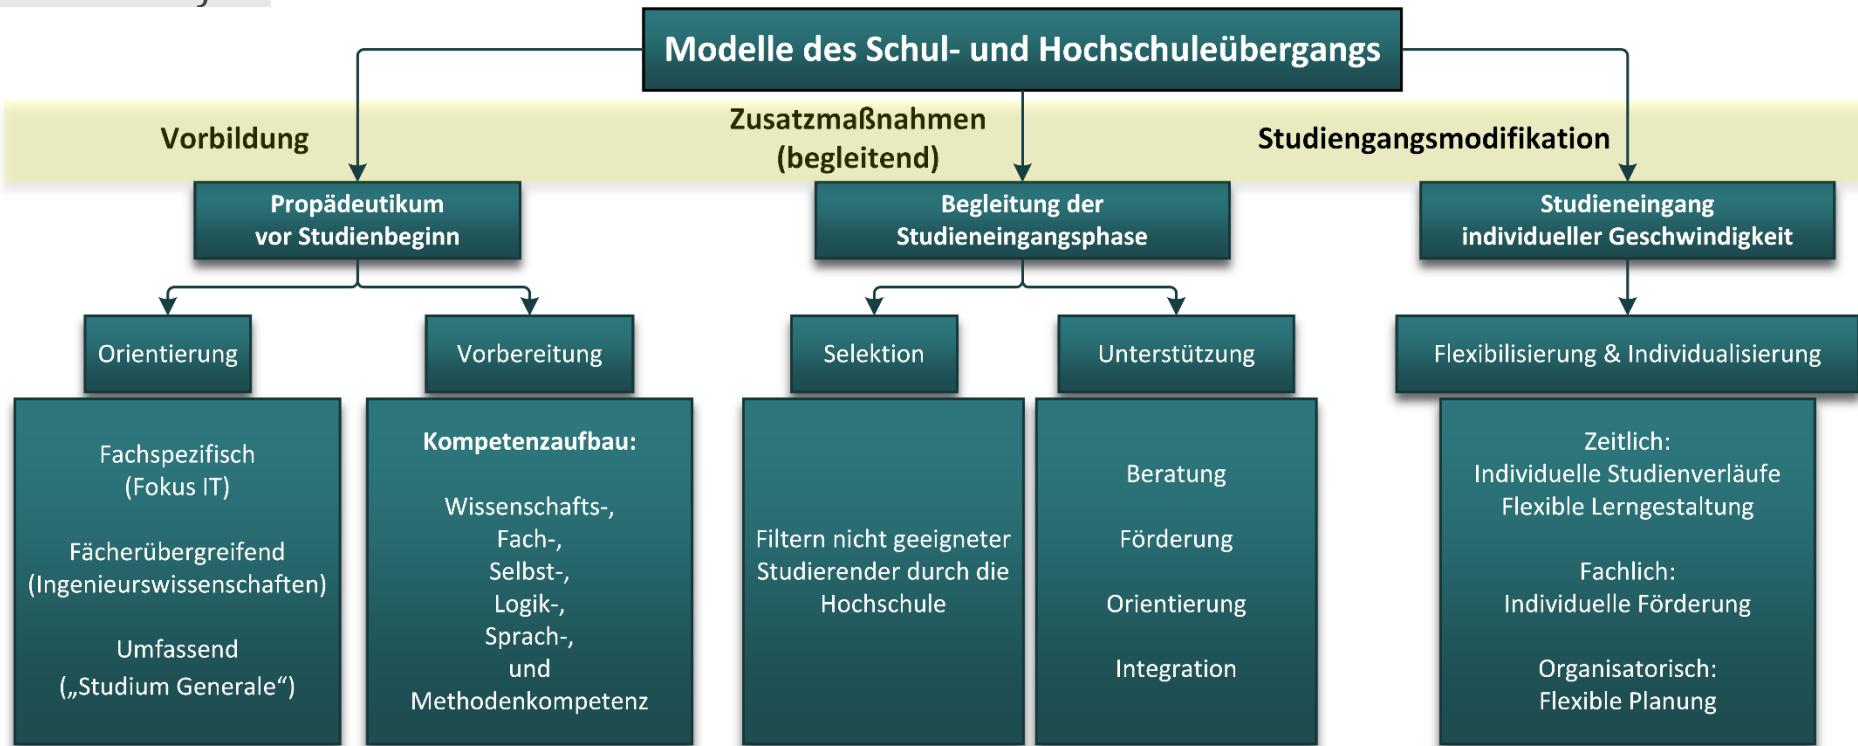 Modelle des Schul- und Hochschuleübergangs
Vorbildung
Zusatzmaßnahmen
(begleitend)
Studiengangsmodifikation
Propädeutikum
vor Studienbeginn
Begleitung der
Studieneingangsphase
Studieneingang
individueller Geschwindigkeit
Orientierung
Vorbereitung
Selektion
Unterstützung
Flexibilisierung & Individualisierung
Fachspezifisch
(Fokus IT)
Fächerübergreifend
(Ingenieurswissenschaften)
Umfassend
(„Studium Generale“)
Kompetenzaufbau:
Wissenschafts-,
Fach-,
Selbst-,
Logik-,
Sprach-,
und
Methodenkompetenz
Filtern nicht geeigneter
Studierender durch die
Hochschule
Beratung
Förderung
Orientierung
Integration
Zeitlich:
Individuelle Studienverläufe
Flexible Lerngestaltung
Fachlich:
Individuelle Förderung
Organisatorisch:
Flexible Planung